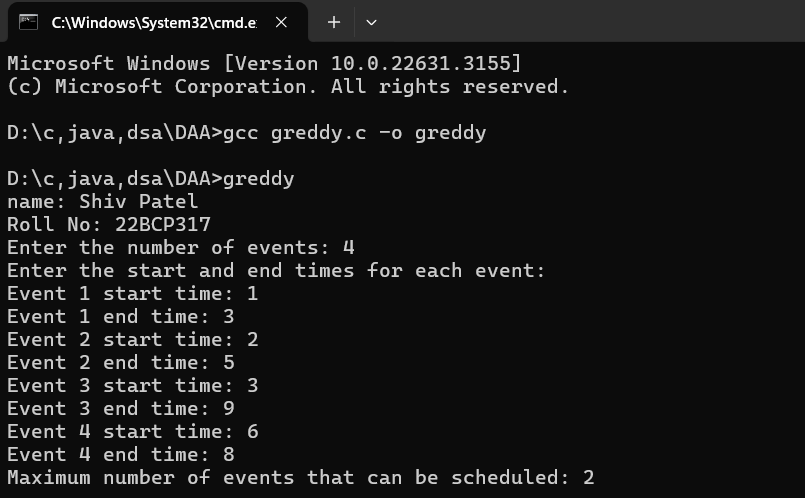 C:\Windows\System32\cmd.e
Microsoft Windows [Version 10.0.22631.3155]
(c) Microsoft Corporation. All rights reserved.
D:\c,java,dsa\DAA>gcc greddy.c -o greddy
D:\c,java,dsa\DAA>greddy
name: Shiv Patel
Roll No: 22BCP317
Enter the number of events: 4
Enter the start and end times for each event:
Event 1 start time: 1
Event 1 end time: 3
Event 2 start time: 2
Event 2 end time: 5
Event 3 start time: 3
Event 3 end time: 9
Event 4 start time: 6
Event 4 end time: 8
Maximum number of events that can be scheduled: 2